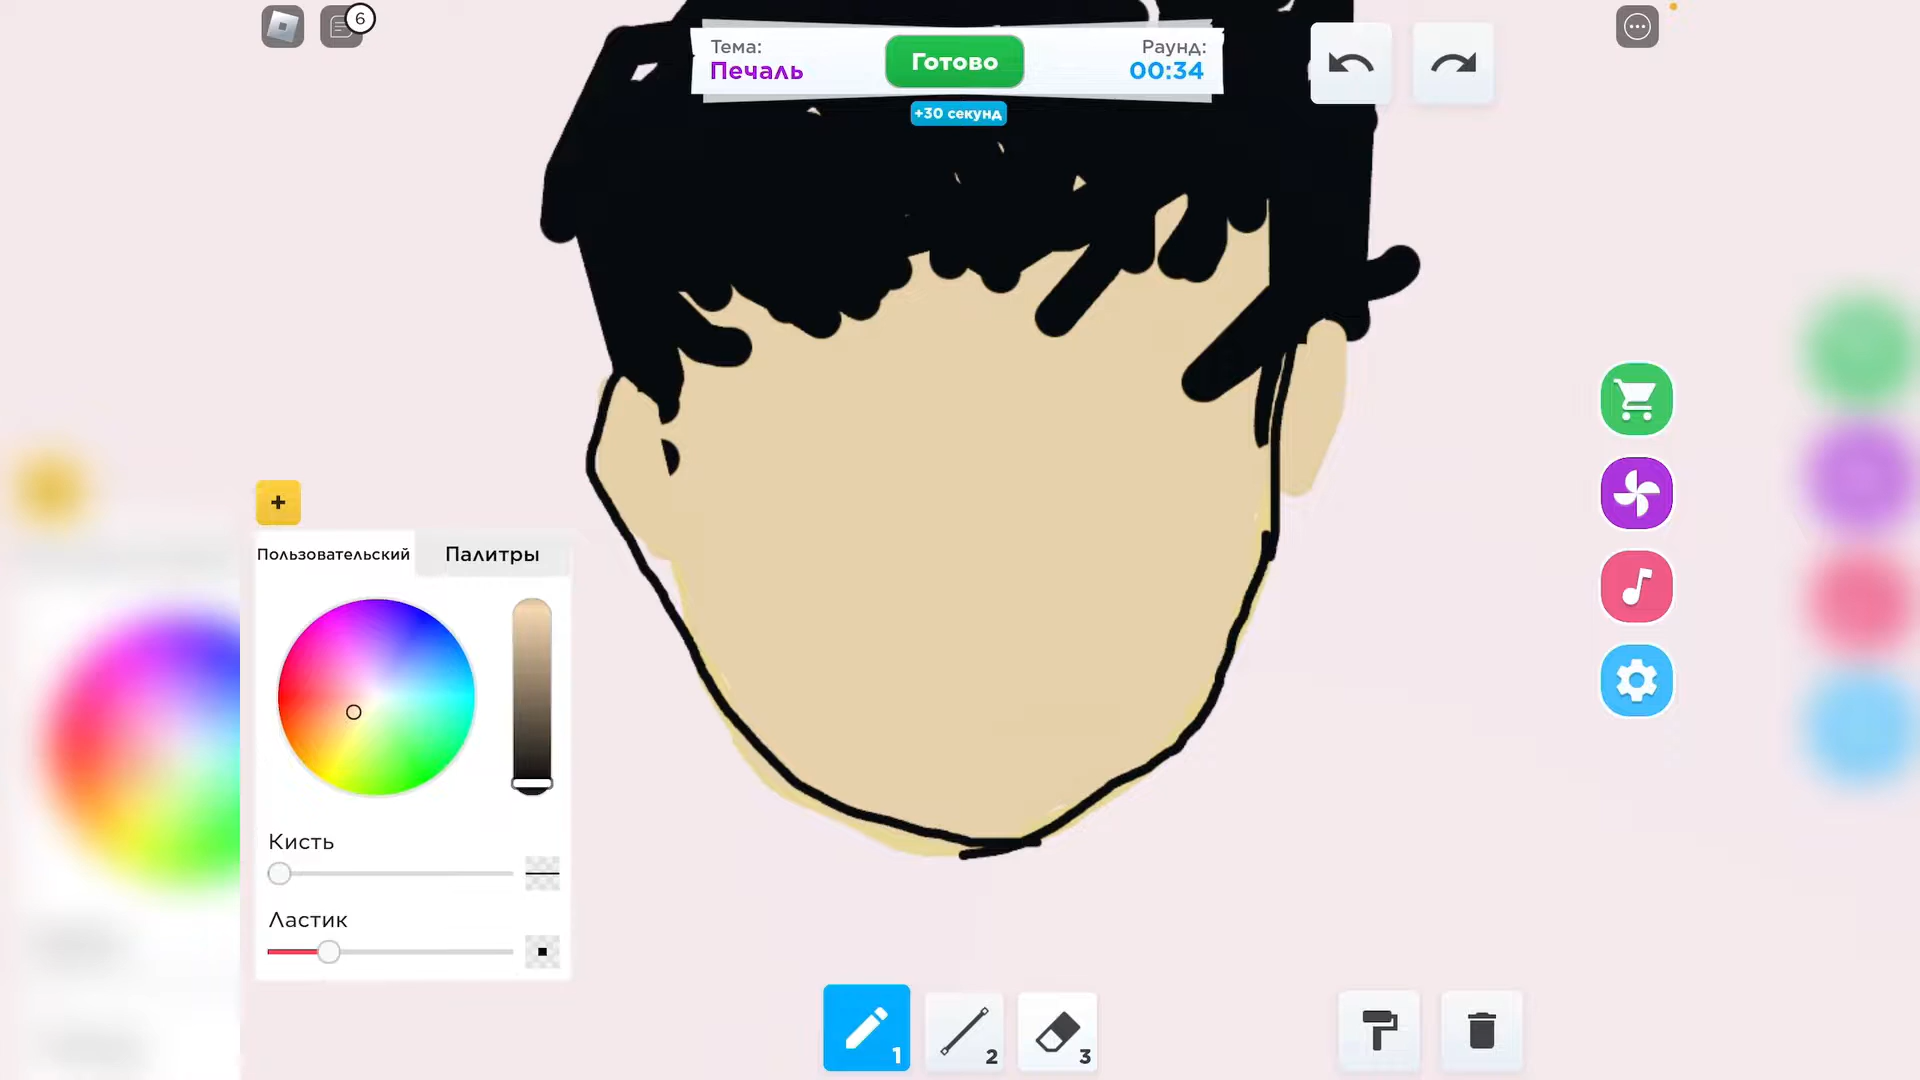 6
Тема:
Печаль
Готово
Раунд:
00:34
+30 секунд
+
Пользовательский
Палитры
Кисть
Ластик
1
2
3